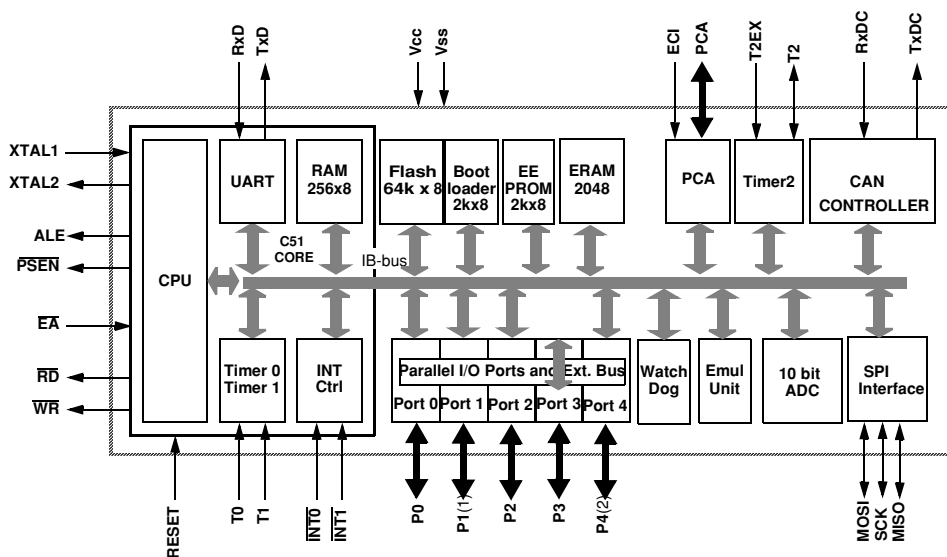 RxD
TxD
Vcc
Vss
ECI
PCA
T2EX
T2
RxDC
TxDC
XTAL1
XTAL2
ALE
PSEN
EA
RD
WR
CPU
UART
RAM
256x8
C51
CORE
IB-bus
Flash
64k x 8
Boot
loader
2kx8
EE
PROM
2kx8
ERAM
2048
PCA
Timer2
CAN
CONTROLLER
Timer 0
Timer 1
INT
Ctrl
Parallel I/O Ports and Ext. Bus
Port 0
Port 1
Port 2
Port 3
Port 4
Watch
Dog
Emul
Unit
10 bit
ADC
SPI
Interface
RESET
T0
T1
INT0
INT1
P0
P1(1)
P2
P3
P4(2)
MOSI
SCK
MISO